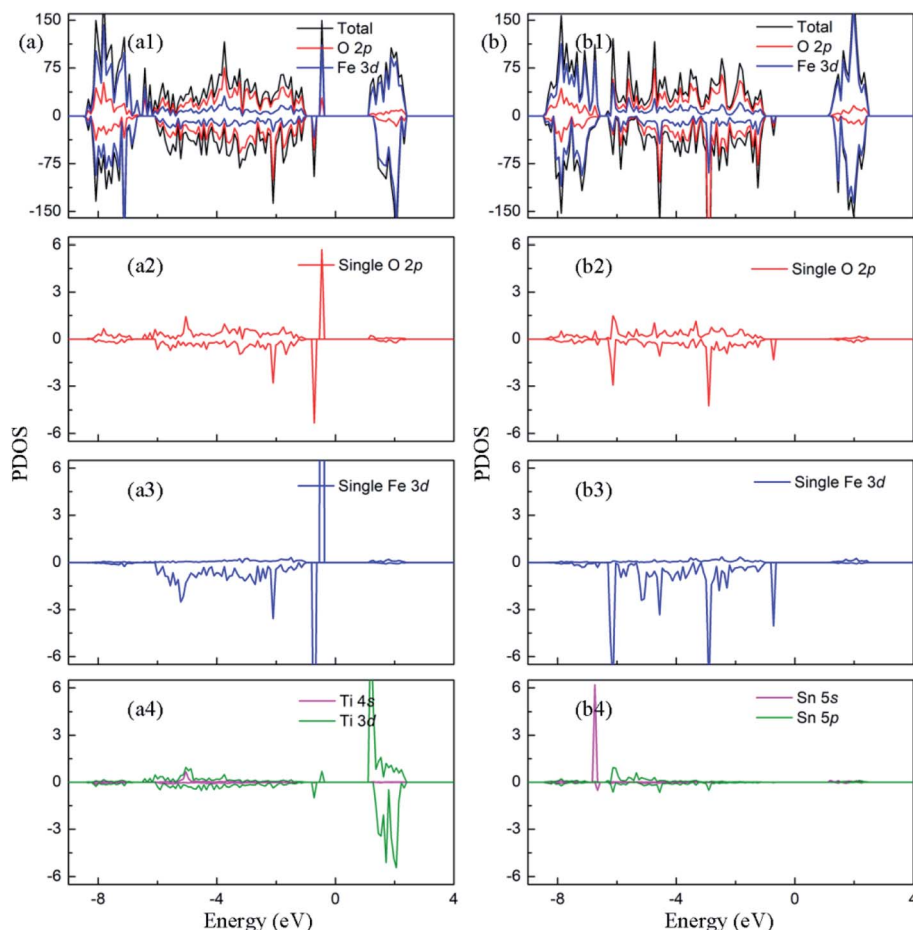 (a)
(a1)
Total
O 2p
Fe 3d
150
75
0
-75
-150
(b)
(b1)
Total
O 2p
Fe 3d
150
75
0
-75
-150
(a2)
Single O 2p
6
3
0
-3
-6
(b2)
Single O 2p
6
3
0
-3
-6
PDOS
PDOS
(a3)
Single Fe 3d
6
3
0
-3
-6
(b3)
Single Fe 3d
6
3
0
-3
-6
(a4)
Ti 4s
Ti 3d
6
3
0
-3
-6
(b4)
Sn 5s
Sn 5p
6
3
0
-3
-6
-8 -4 0 4
-8 -4 0 4
Energy (eV)
Energy (eV)